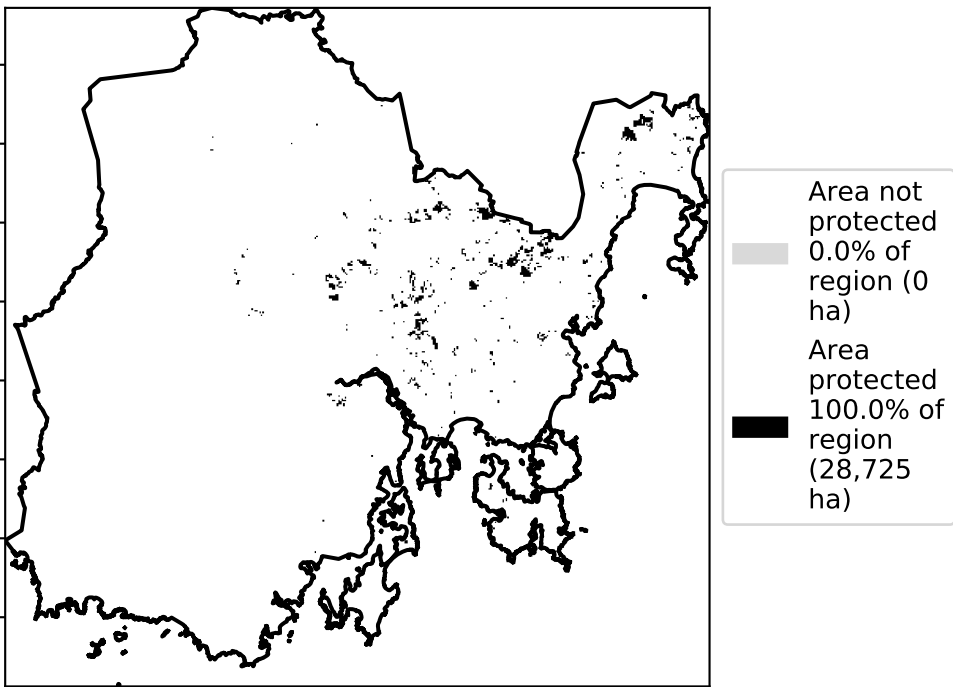 Area not
protected
0.0% of
region (0
ha)
Area
protected
100.0% of
region
(28,725
ha)